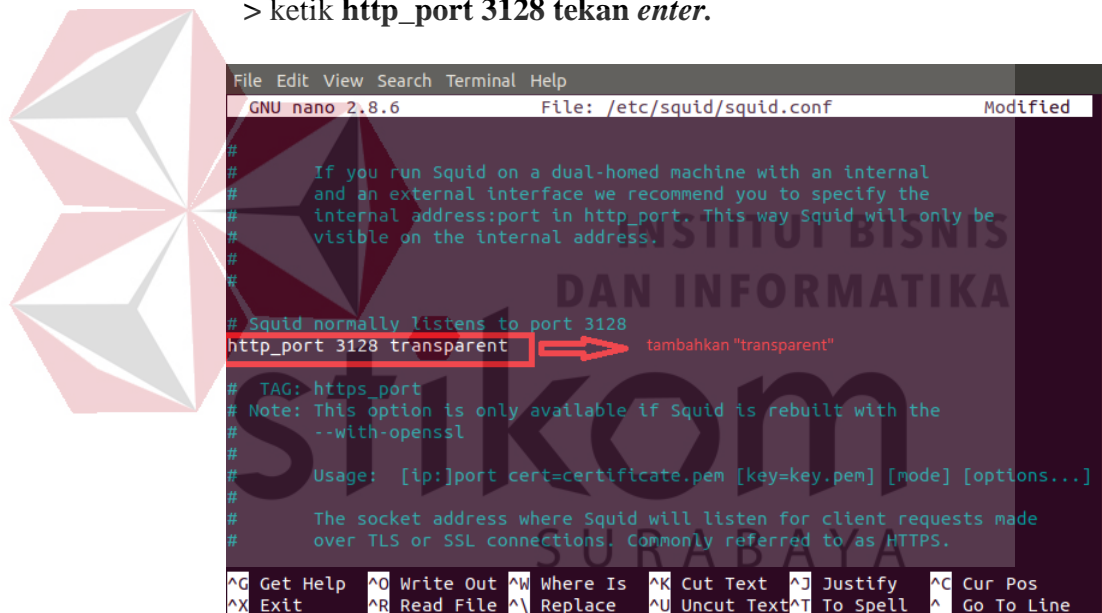 > ketik http_port 3128 tekan enter.
File Edit View Search Terminal Help
GNU nano 2.8.6 File: /etc/squid/squid.conf Modified
#
# If you run Squid on a dual-homed machine with an internal
# and an external interface we recommend you to specify the
# internal address:port in http_port. This way Squid will only be
# visible on the internal address.
#
#
# Squid normally listens to port 3128
http_port 3128 transparent tambahkan "transparent"
# TAG: https_port
# Note: This option is only available if Squid is rebuilt with the
# --with-openssl
#
# Usage: [ip:]port cert=certificate.pem [key=key.pem] [mode] [options...]
#
# The socket address where Squid will listen for client requests made
# over TLS or SSL connections. Commonly referred to as HTTPS.
^G Get Help ^O Write Out ^W Where Is ^K Cut Text ^J Justify ^C Cur Pos
^X Exit ^R Read File ^\ Replace ^U Uncut Text ^T To Spell ^ Go To Line
INSTITUT BISNIS
DAN INFORMATIKA
stikom
SURABAYA